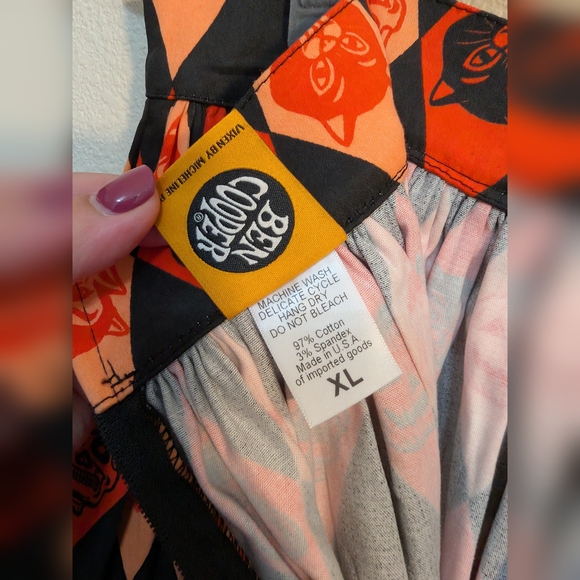 VIXEN BY MICHELINE P
BEN
COOPER®
MACHINE WASH
DELICATE CYCLE
HANG DRY
DO NOT BLEACH
97% Cotton
3% Spandex
Made in U.S.A
of imported goods
XL